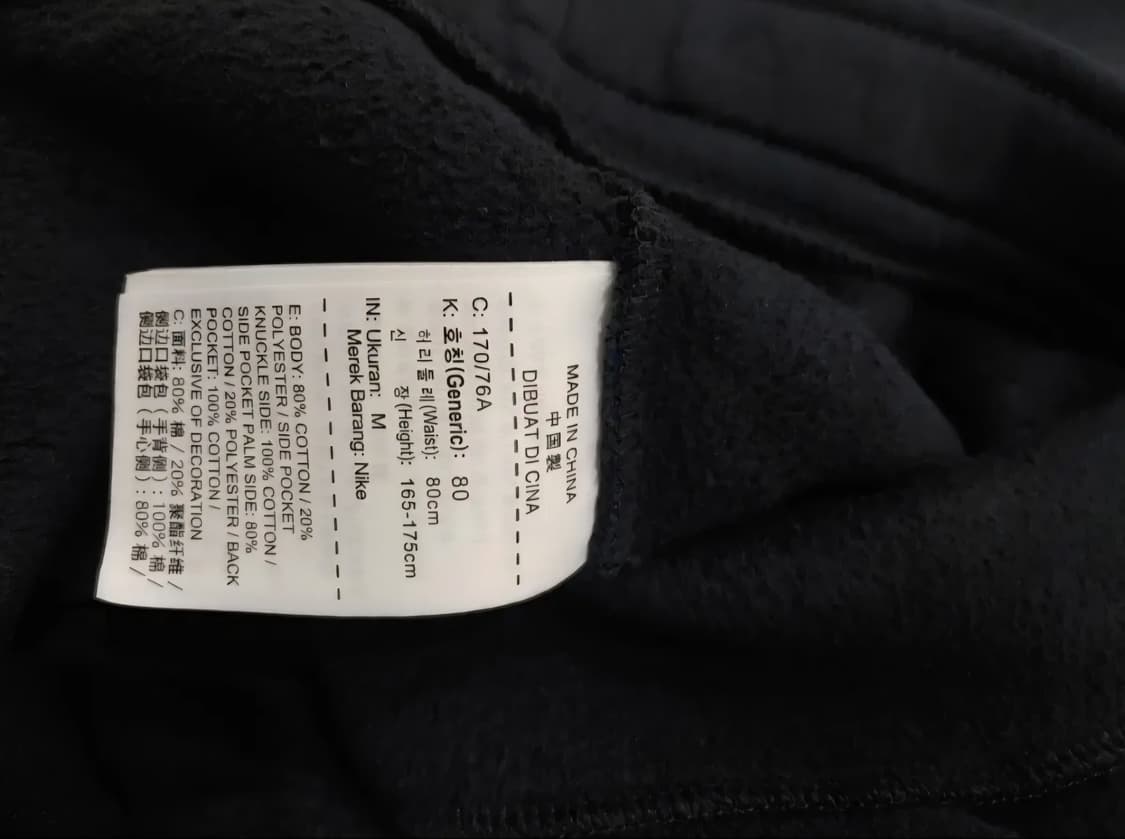 MADE IN CHINA
中国製
DIBUAT DI CINA
C: 170/76A
K: 호칭(Generic): 80
허리둘레(Waist): 80cm
신 장(Height): 165-175cm
IN: Ukuran: M
Merek Barang: Nike
E: BODY: 80% COTTON / 20%
POLYESTER / SIDE POCKET
KNUCKLE SIDE: 100% COTTON /
SIDE POCKET PALM SIDE: 80%
COTTON / 20% POLYESTER / BACK
POCKET: 100% COTTON /
EXCLUSIVE OF DECORATION
C: 面料: 80% 棉 / 20% 聚酯纤维 /
侧边口袋包（手背侧）: 100% 棉 /
侧边口袋包（手心侧）: 80% 棉 /